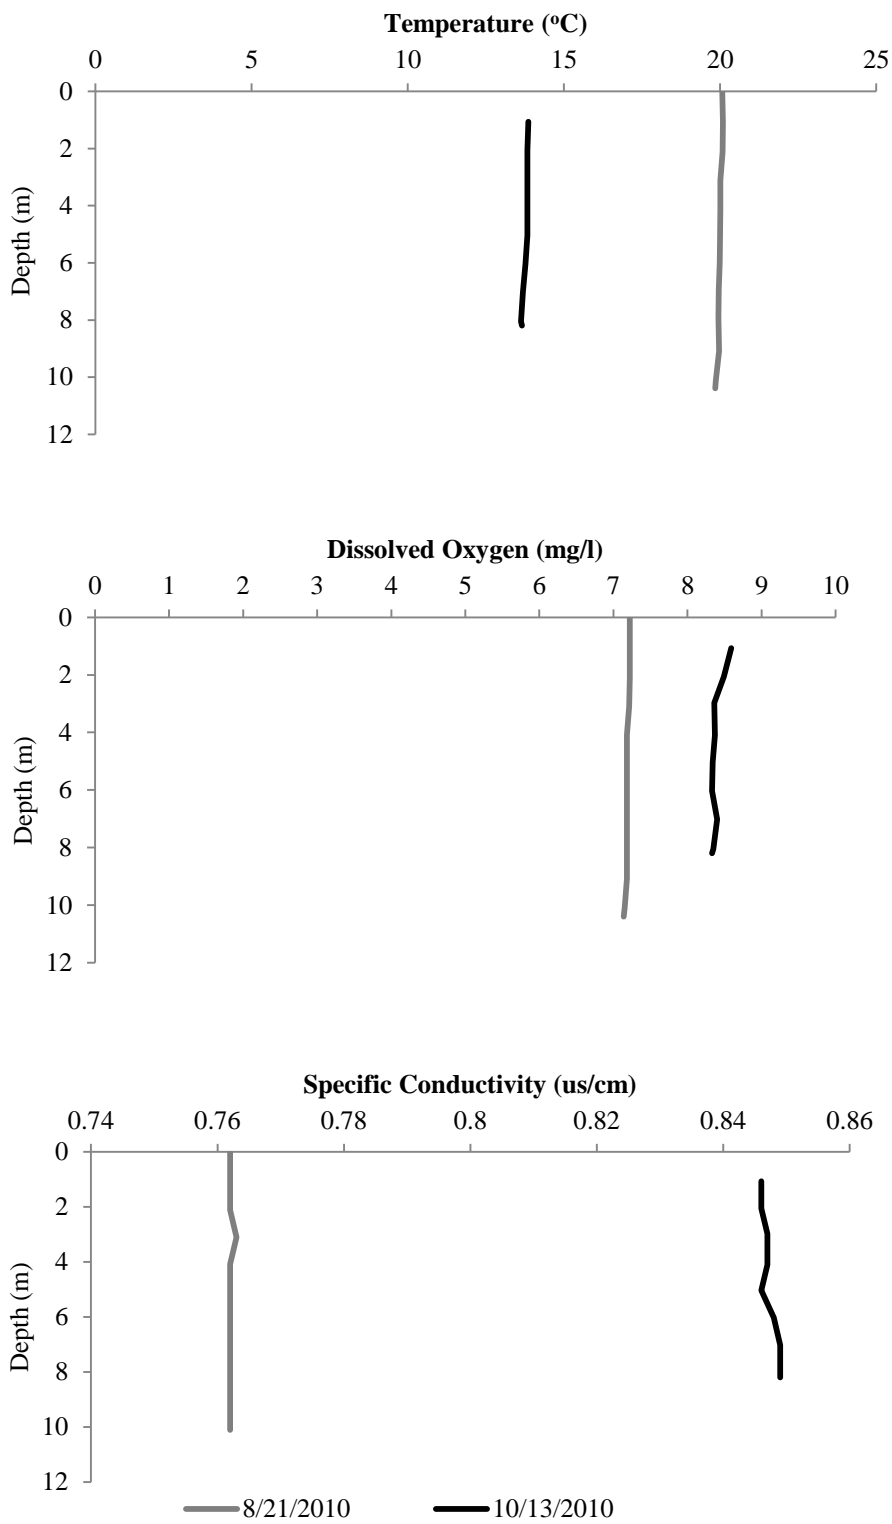 Temperature (ºC)
0 5 10 15 20 25
0
2
4
6
8
10
12
Depth (m)
Dissolved Oxygen (mg/l)
0 1 2 3 4 5 6 7 8 9 10
0
2
4
6
8
10
12
Depth (m)
Specific Conductivity (us/cm)
0.74 0.76 0.78 0.8 0.82 0.84 0.86
0
2
4
6
8
10
12
Depth (m)
8/21/2010 10/13/2010